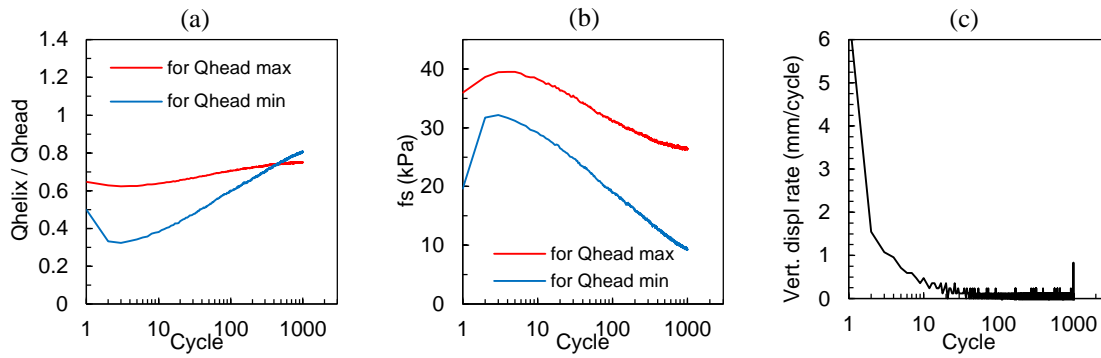 (a)
1.4
1.2
1
0.8
0.6
0.4
0.2
0
Qhelix / Qhead
for Qhead max
for Qhead min
1 10 100 1000
Cycle
(b)
40
30
20
10
0
fs (kPa)
for Qhead max
for Qhead min
1 10 100 1000
Cycle
(c)
6
5
4
3
2
1
0
Vert. displ rate (mm/cycle)
1 10 100 1000
Cycle